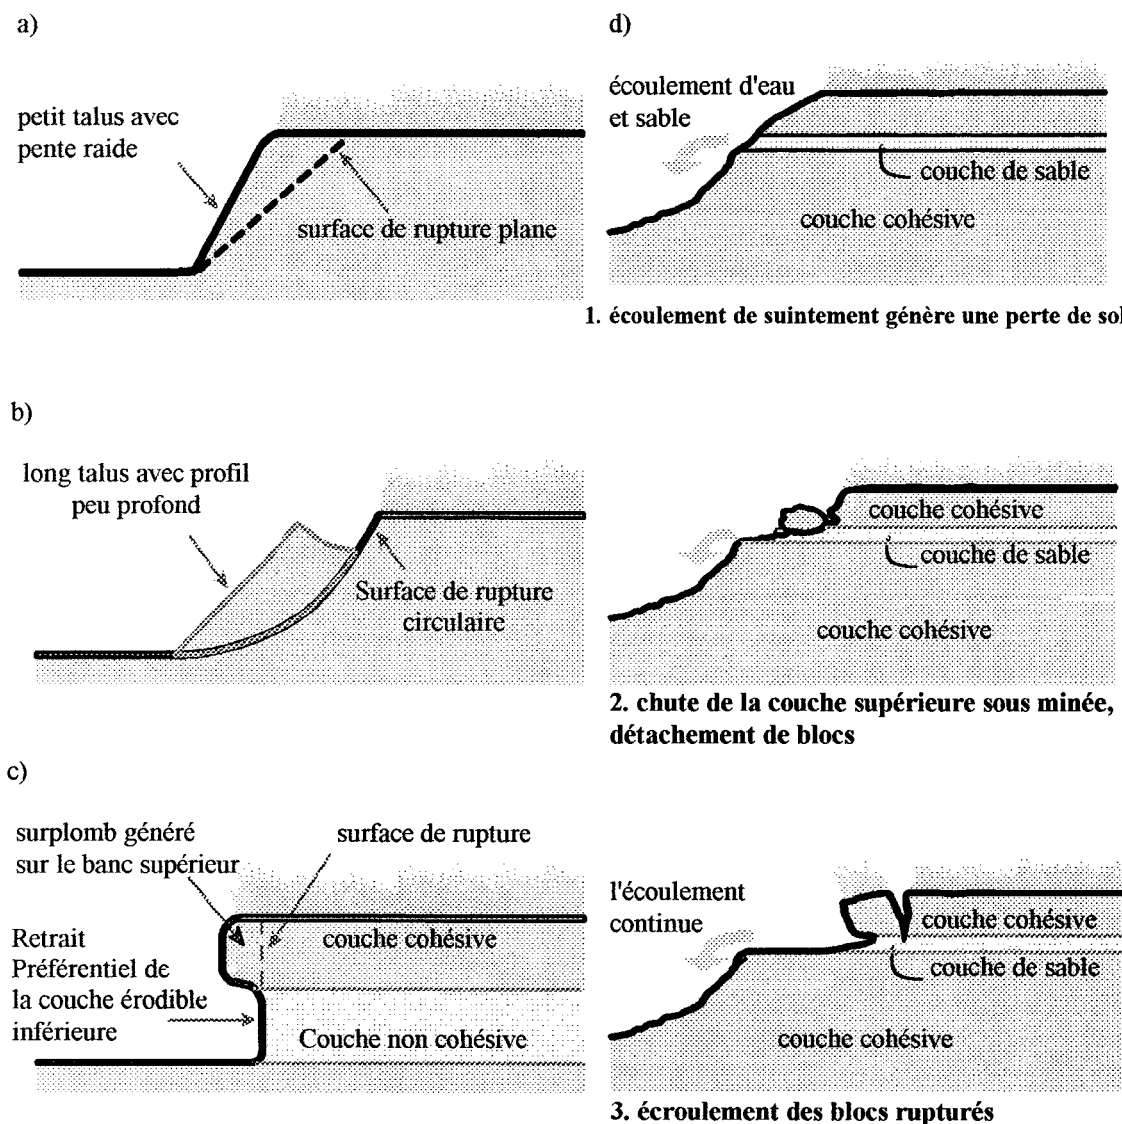 a)
petit talus avec
pente raide
surface de rupture plane
b)
long talus avec profil
peu profond
Surface de rupture
circulaire
c)
surplomb généré
sur le banc supérieur
surface de rupture
couche cohésive
Retrait
Préférentiel de
la couche érodible
inférieure
Couche non cohésive
d)
écoulement d'eau
et sable
couche de sable
couche cohésive
1. écoulement de suintement génère une perte de sol
couche cohésive
couche de sable
couche cohésive
2. chute de la couche supérieure sous minée,
détachement de blocs
l'écoulement
continue
couche cohésive
couche de sable
couche cohésive
3. écroulement des blocs rupturés